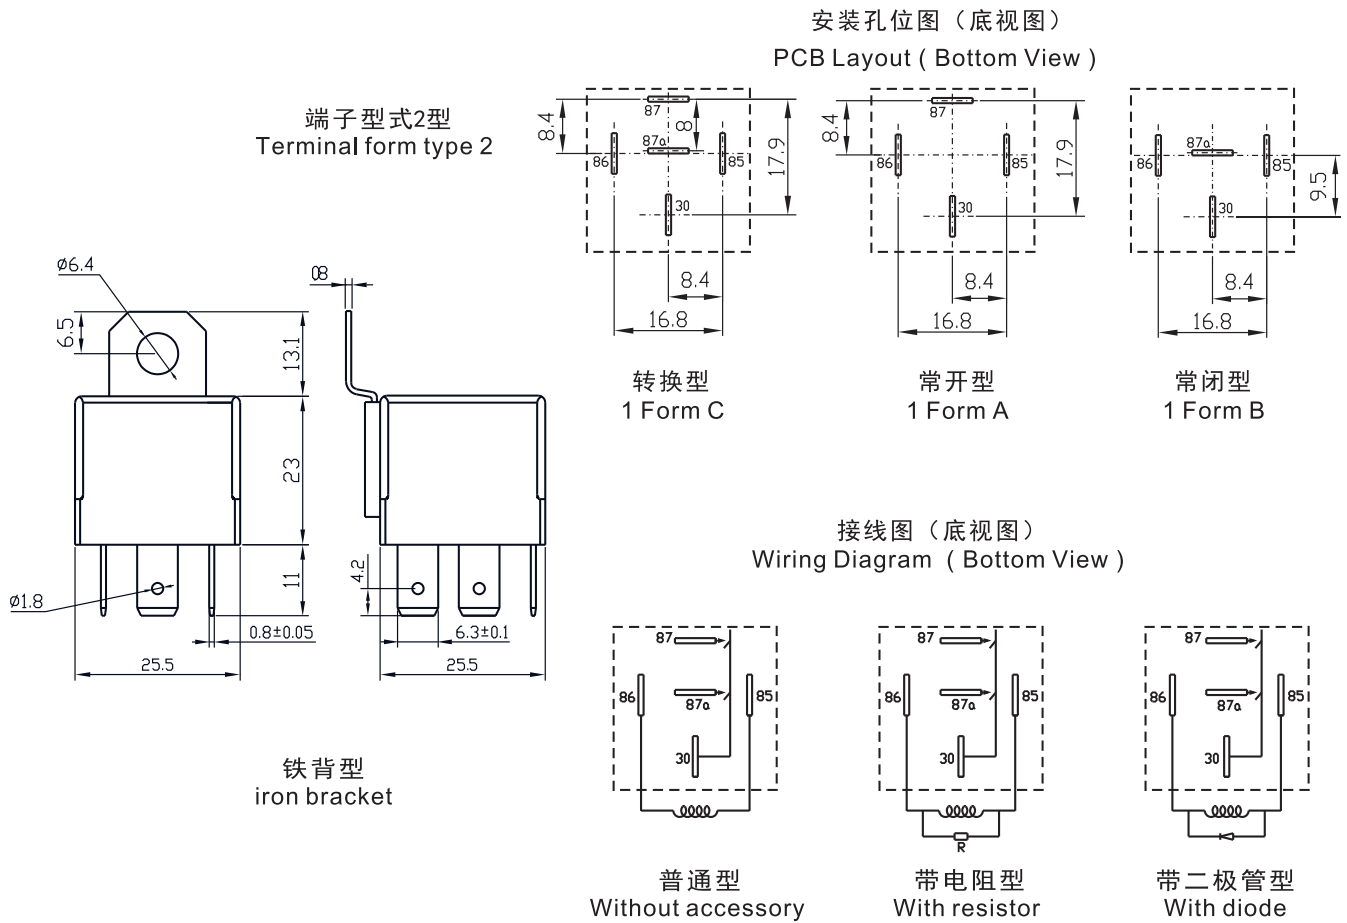 安装孔位图（底视图）
PCB Layout ( Bottom View )
端子型式2型
Terminal form type 2
87
8.4
8
17.9
87a
86
85
30
8.4
16.8
转换型
1 Form C
87
8.4
17.9
86
85
30
8.4
16.8
常开型
1 Form A
87a
86
85
9.5
30
8.4
16.8
常闭型
1 Form B
ø6.4
6.5
13.1
23
11
ø1.8
0.8±0.05
25.5
08
4.2
6.3±0.1
25.5
铁背型
iron bracket
接线图（底视图）
Wiring Diagram ( Bottom View )
87
86
85
87a
30
普通型
Without accessory
87
86
85
87a
30
R
带电阻型
With resistor
87
86
85
87a
30
带二极管型
With diode